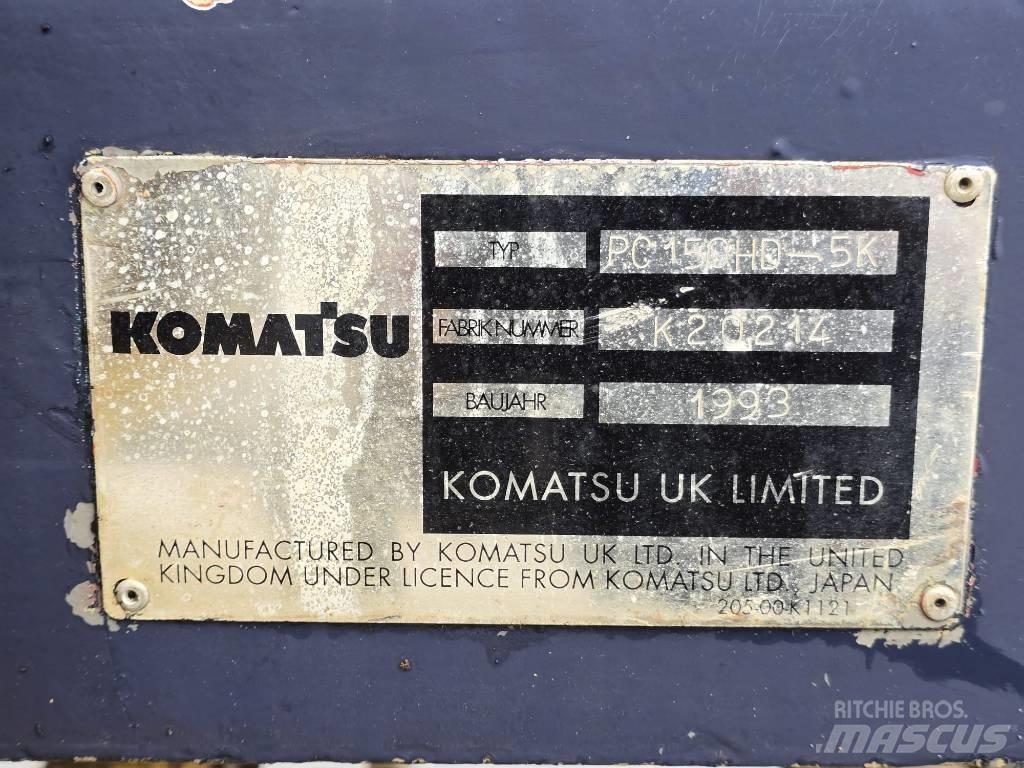 KOMATSU
TYP PC150HD-5K
FABRIKNUMMER K20214
BAUJAHR 1993
KOMATSU UK LIMITED
MANUFACTURED BY KOMATSU UK LTD. IN THE UNITED
KINGDOM UNDER LICENCE FROM KOMATSU LTD., JAPAN
205-00-K1121
RITCHIE BROS.
MASCUS